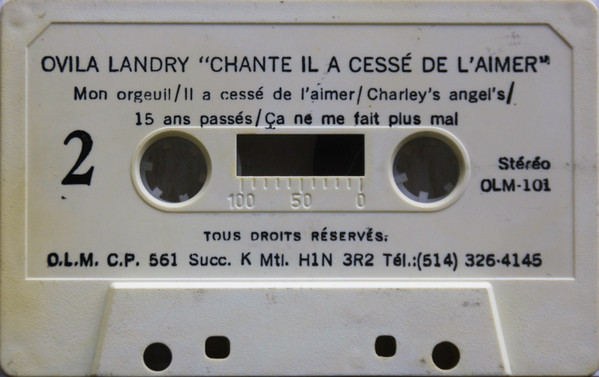 OVILA LANDRY "CHANTE IL A CESSÉ DE L'AIMER"
Mon orgeuil/Il a cessé de l'aimer/Charley's angel's/
15 ans passés/Ça ne me fait plus mal
2
Stéréo
OLM-101
100 50 0
TOUS DROITS RÉSERVÉS.
O.L.M. C.P. 561 Succ. K Mtl. H1N 3R2 Tél.:(514) 326-4145